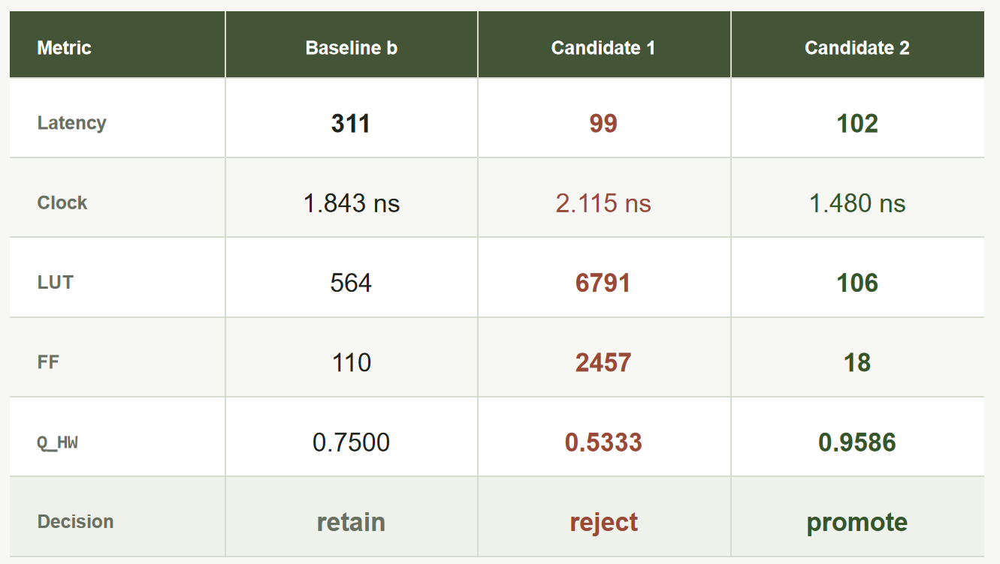 Metric Baseline b Candidate 1 Candidate 2
Latency 311 99 102
Clock 1.843 ns 2.115 ns 1.480 ns
LUT 564 6791 106
FF 110 2457 18
Q_HW 0.7500 0.5333 0.9586
Decision retain reject promote